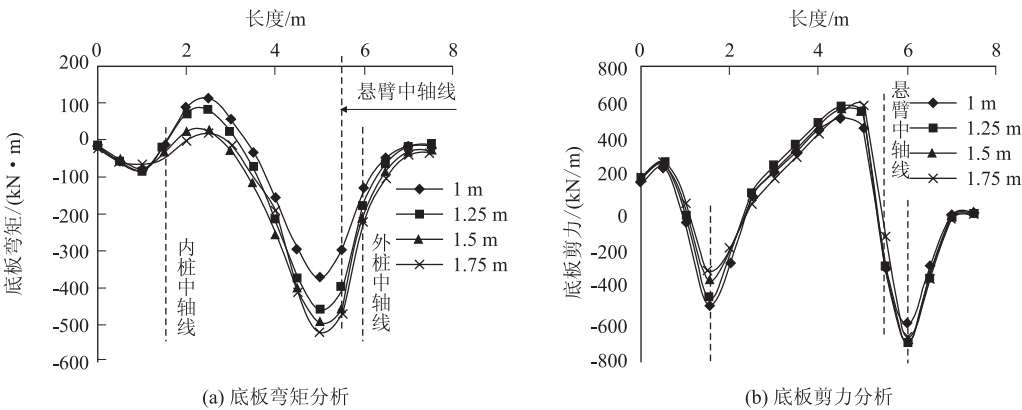 长度/m
0 2 4 6 8
200
100
0
-100
-200
-300
-400
-500
-600
底板弯矩/(kN·m)
悬臂中轴线
内桩中轴线
外桩中轴线
1 m
1.25 m
1.5 m
1.75 m
(a) 底板弯矩分析
长度/m
0 2 4 6 8
800
600
400
200
0
-200
-400
-600
-800
底板剪力/(kN/m)
悬臂中轴线
1 m
1.25 m
1.5 m
1.75 m
(b) 底板剪力分析